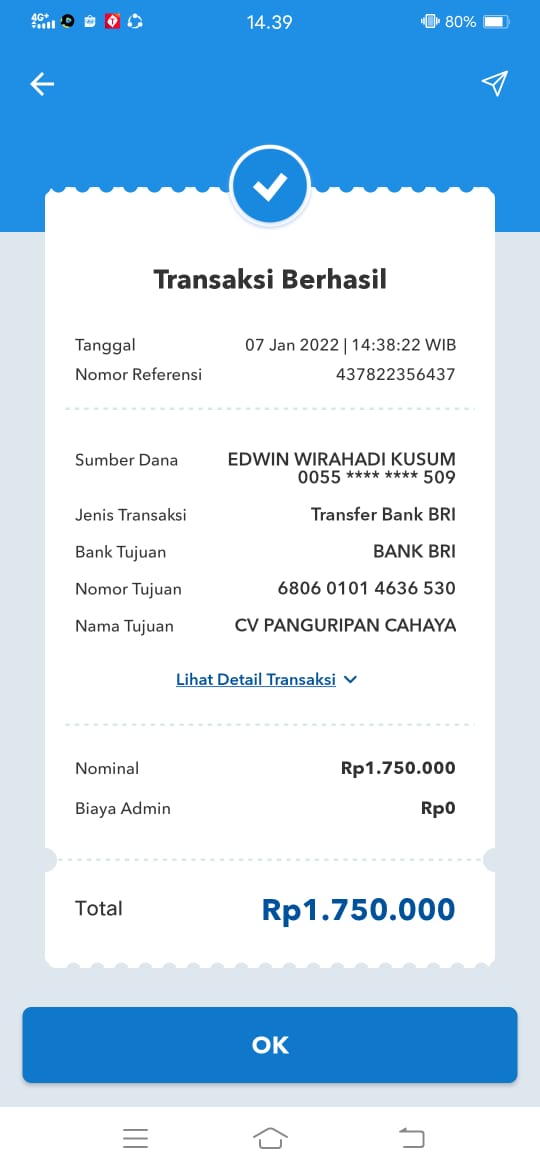 4G+ 14.39 80%
Transaksi Berhasil
Tanggal 07 Jan 2022 | 14:38:22 WIB
Nomor Referensi 437822356437
Sumber Dana EDWIN WIRAHADI KUSUM
0055 **** **** 509
Jenis Transaksi Transfer Bank BRI
Bank Tujuan BANK BRI
Nomor Tujuan 6806 0101 4636 530
Nama Tujuan CV PANGURIPAN CAHAYA
Lihat Detail Transaksi
Nominal Rp1.750.000
Biaya Admin Rp0
Total Rp1.750.000
OK